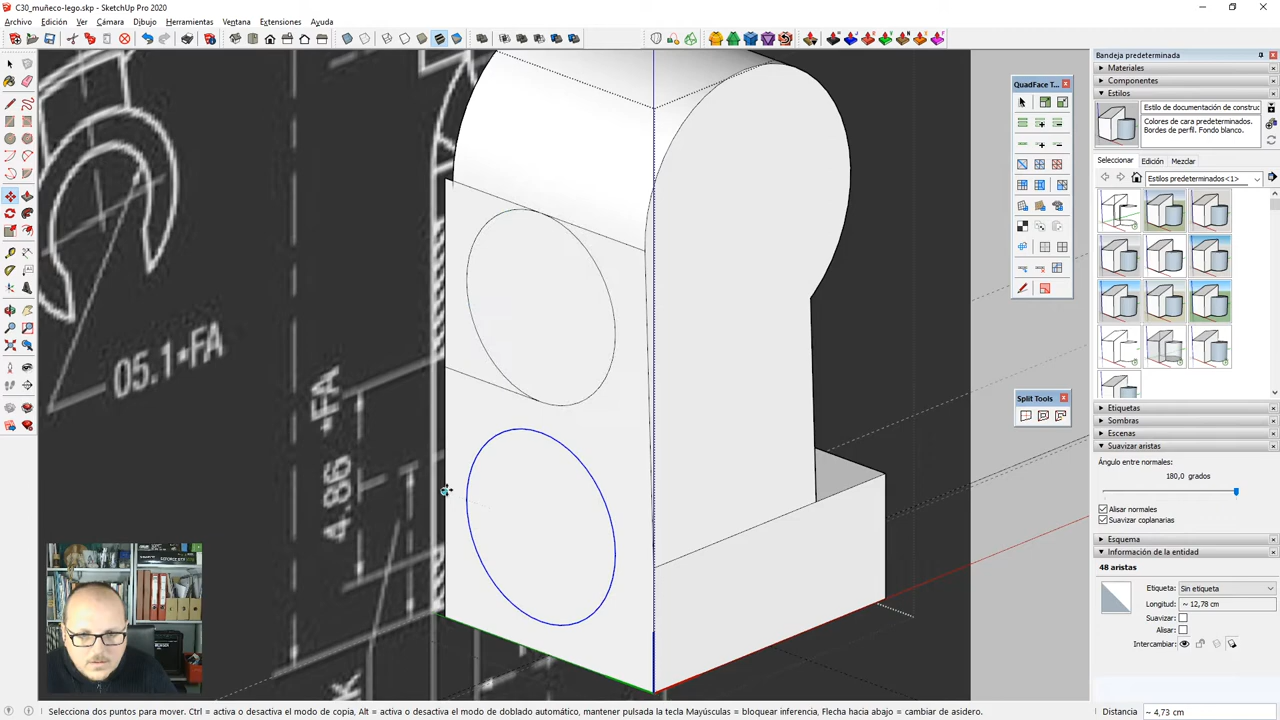 C30_muñeco-lego.skp - SketchUp Pro 2020
Archivo Edición Ver Cámara Dibujo Herramientas Ventana Extensiones Ayuda
Bandeja predeterminada
Materiales
Componentes
Estilos
Estilo de documentación de construc
Colores de cara predeterminados. Bordes de perfil. Fondo blanco.
Seleccionar Edición Mezclar
Estilos predeterminados<1>
QuadFace T...
Split Tools
05.1•FA
4.86 •FA
Etiquetas
Sombras
Escenas
Suavizar aristas
Ángulo entre normales:
180,0 grados
Alisar normales
Suavizar coplanarias
Esquema
Información de la entidad
48 aristas
Etiqueta: Sin etiqueta
Longitud: ~ 12,78 cm
Suavizar:
Alisar:
Intercambiar:
Selecciona dos puntos para mover. Ctrl = activa o desactiva el modo de copia, Alt = activa o desactiva el modo de doblado automático, mantener pulsada la tecla Mayúsculas = bloquear inferencia, Flecha hacia abajo = cambiar de asidero.
Distancia ~ 4,73 cm